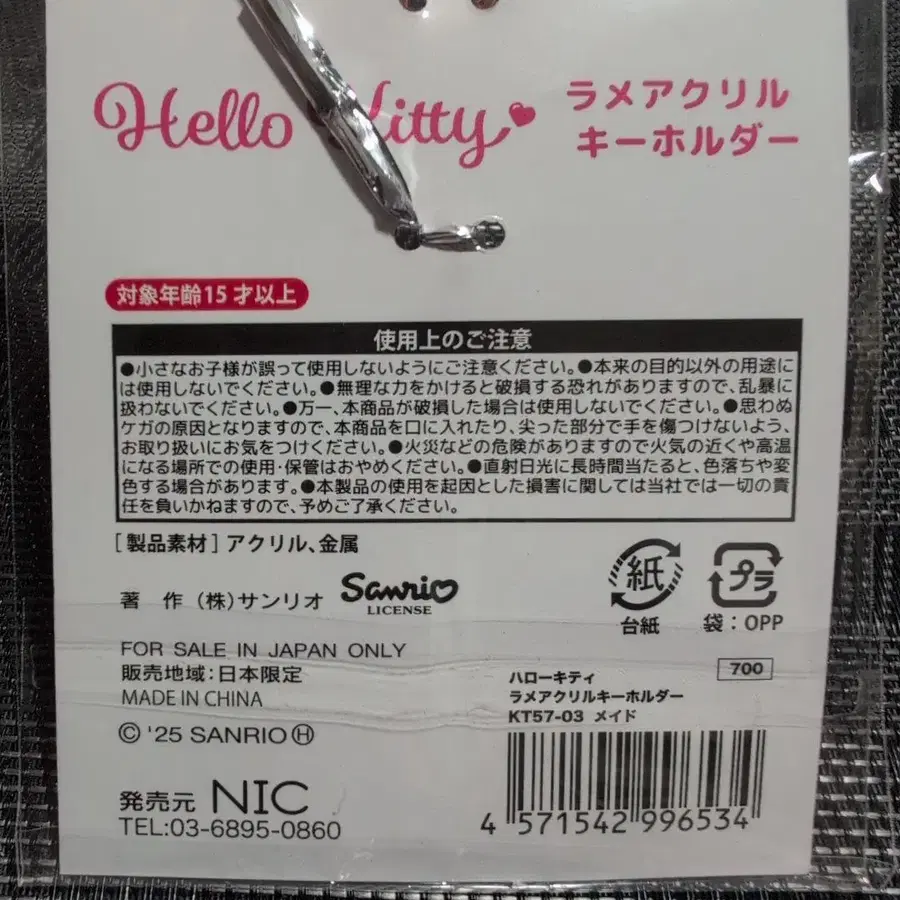 Hello Kitty
ラメアクリル
キーホルダー
対象年齢15才以上
使用上のご注意
●小さなお子様が誤って使用しないようにご注意ください。●本来の目的以外の用途に
は使用しないでください。●無理な力をかけると破損する恐れがありますので、乱暴に
扱わないでください。●万一、本商品が破損した場合は使用しないでください。●思わぬ
ケガの原因となりますので、本商品を口に入れたり、尖った部分で手を傷つけないよう、
お取り扱いにお気をつけください。●火災などの危険がありますので火気の近くや高温
になる場所での使用・保管はおやめください。●直射日光に長時間当たると、色落ちや変
色する場合があります。●本製品の使用を起因とした損害に関しては当社では一切の責
任を負いかねますので、予めご了承ください。
[製品素材]アクリル、金属
著 作 (株)サンリオ
Sanrio
LICENSE
紙
台紙
プラ
袋:OPP
FOR SALE IN JAPAN ONLY
販売地域:日本限定
MADE IN CHINA
© '25 SANRIO Ⓗ
発売元 NIC
TEL:03-6895-0860
700
ハローキティ
ラメアクリルキーホルダー
KT57-03 メイド
4 571542 996534